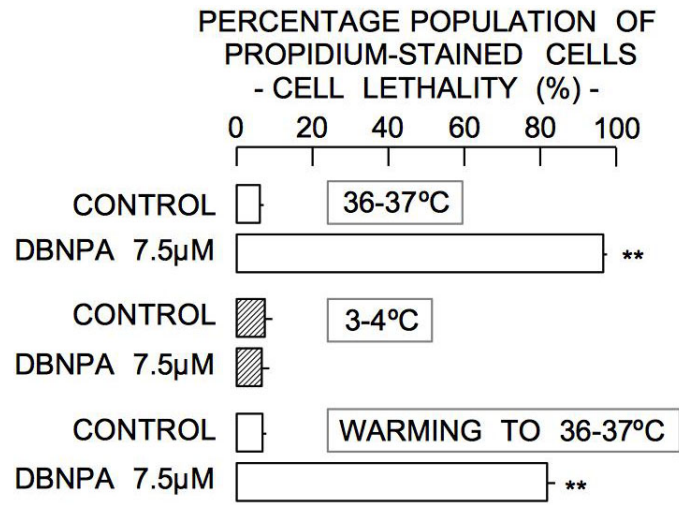 PERCENTAGE POPULATION OF
PROPIDIUM-STAINED CELLS
- CELL LETHALITY (%) -
0 20 40 60 80 100
CONTROL 36-37ºC
DBNPA 7.5µM **
CONTROL 3-4ºC
DBNPA 7.5µM
CONTROL WARMING TO 36-37ºC
DBNPA 7.5µM **